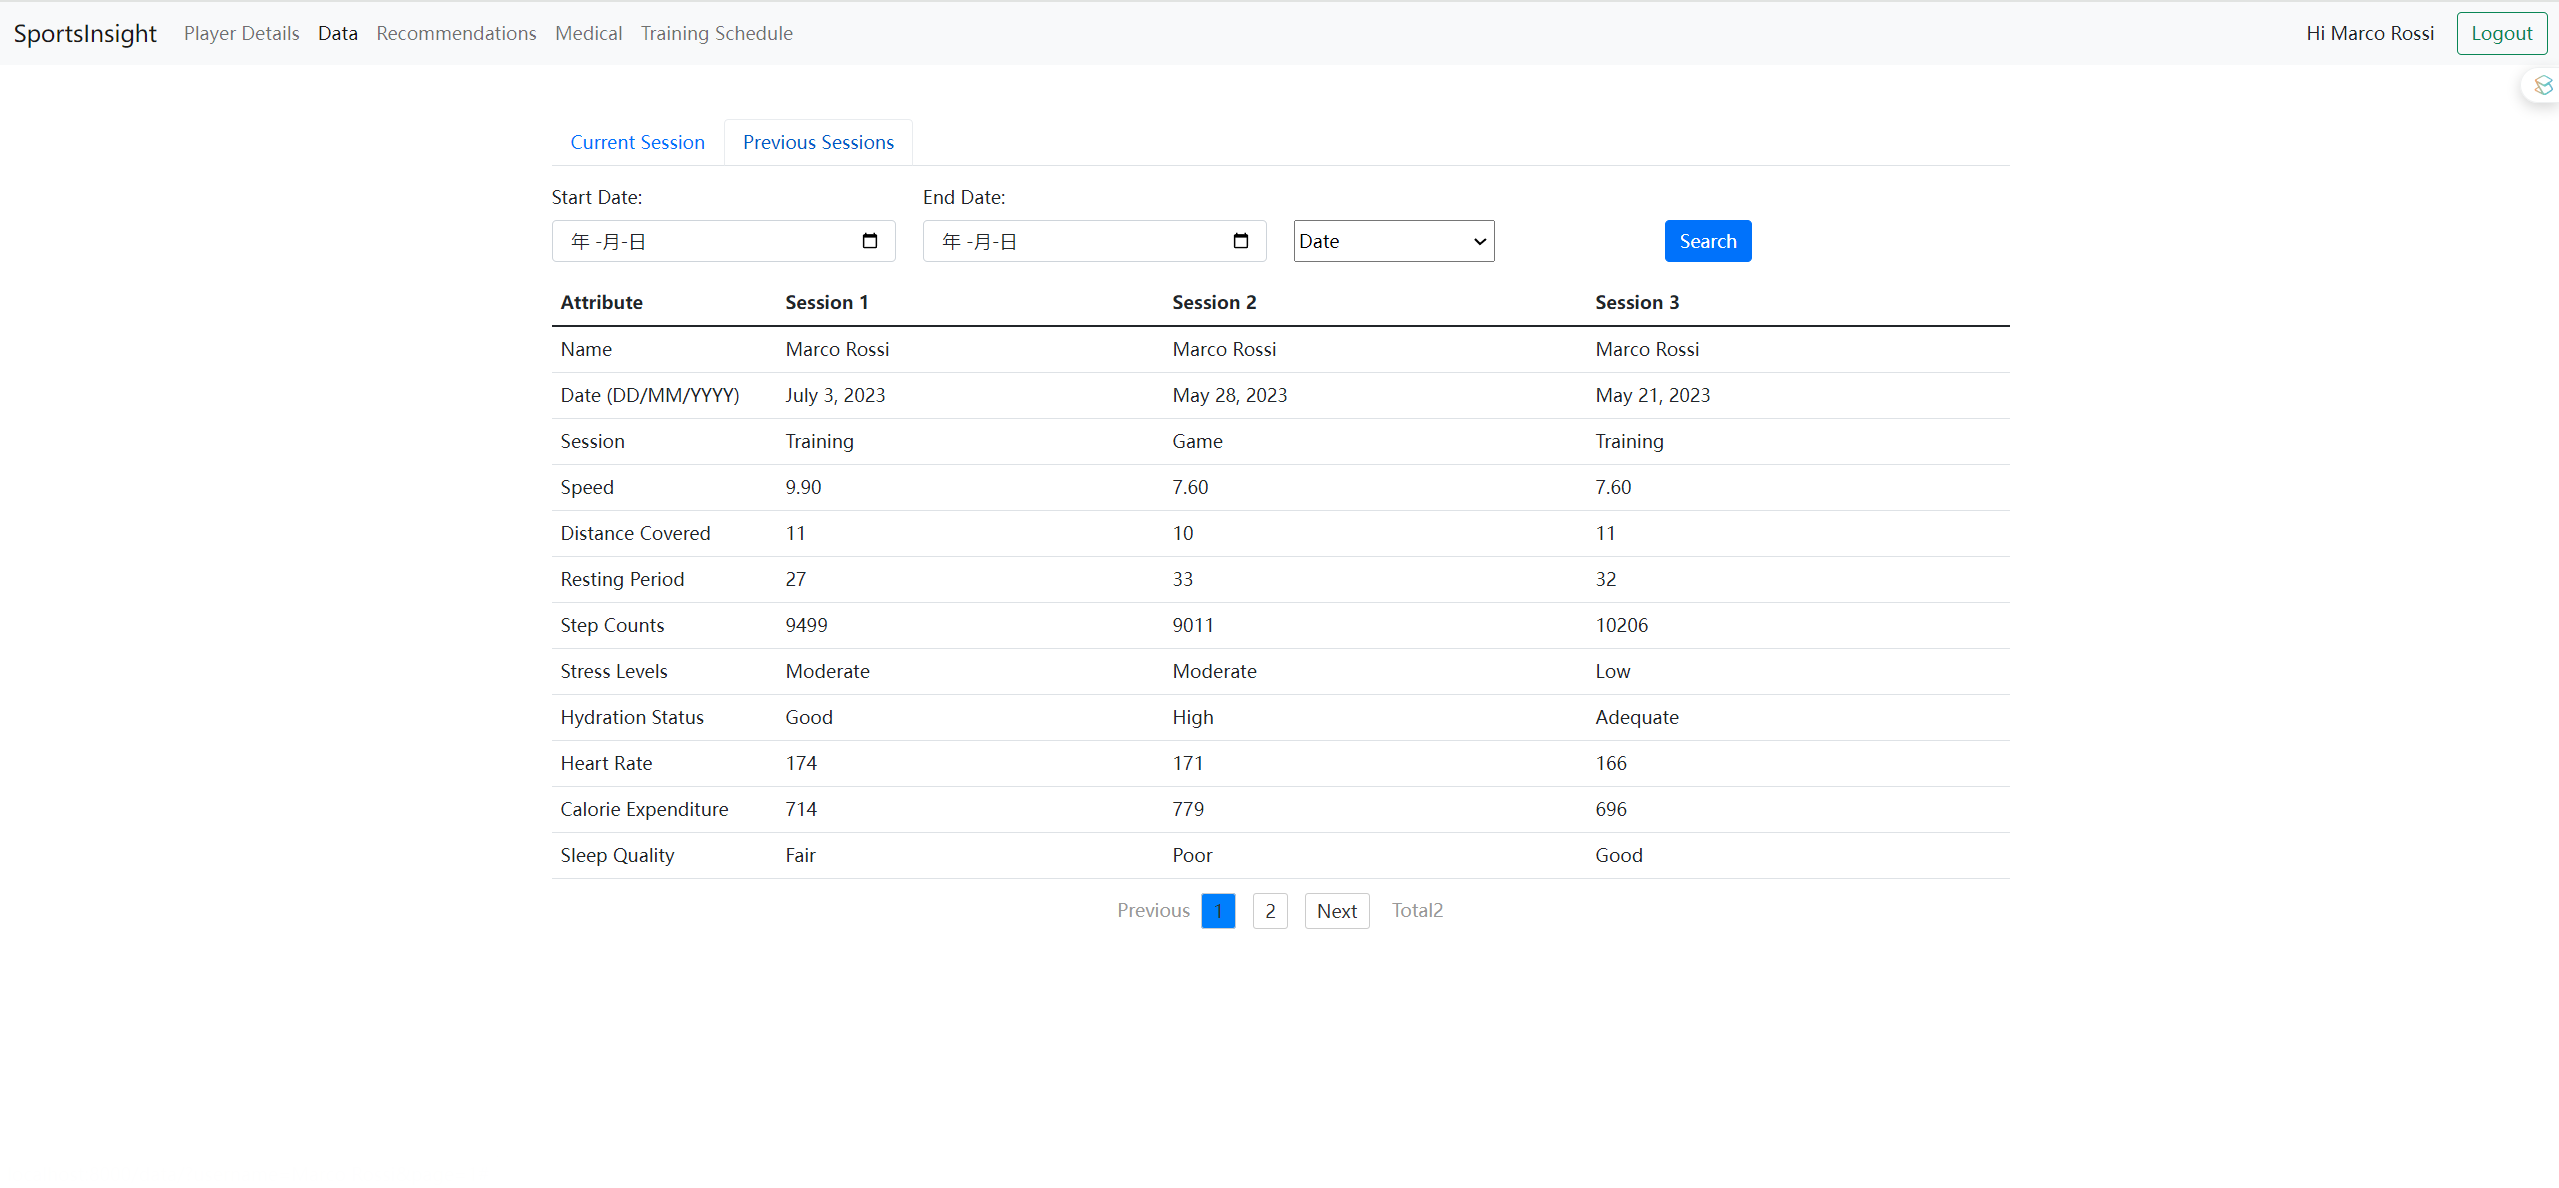 SportsInsight Player Details Data Recommendations Medical Training Schedule Hi Marco Rossi Logout
Current Session Previous Sessions
Start Date: End Date:
年 -月-日 年 -月-日 Date Search
Attribute Session 1 Session 2 Session 3
Name Marco Rossi Marco Rossi Marco Rossi
Date (DD/MM/YYYY) July 3, 2023 May 28, 2023 May 21, 2023
Session Training Game Training
Speed 9.90 7.60 7.60
Distance Covered 11 10 11
Resting Period 27 33 32
Step Counts 9499 9011 10206
Stress Levels Moderate Moderate Low
Hydration Status Good High Adequate
Heart Rate 174 171 166
Calorie Expenditure 714 779 696
Sleep Quality Fair Poor Good
Previous 1 2 Next Total2